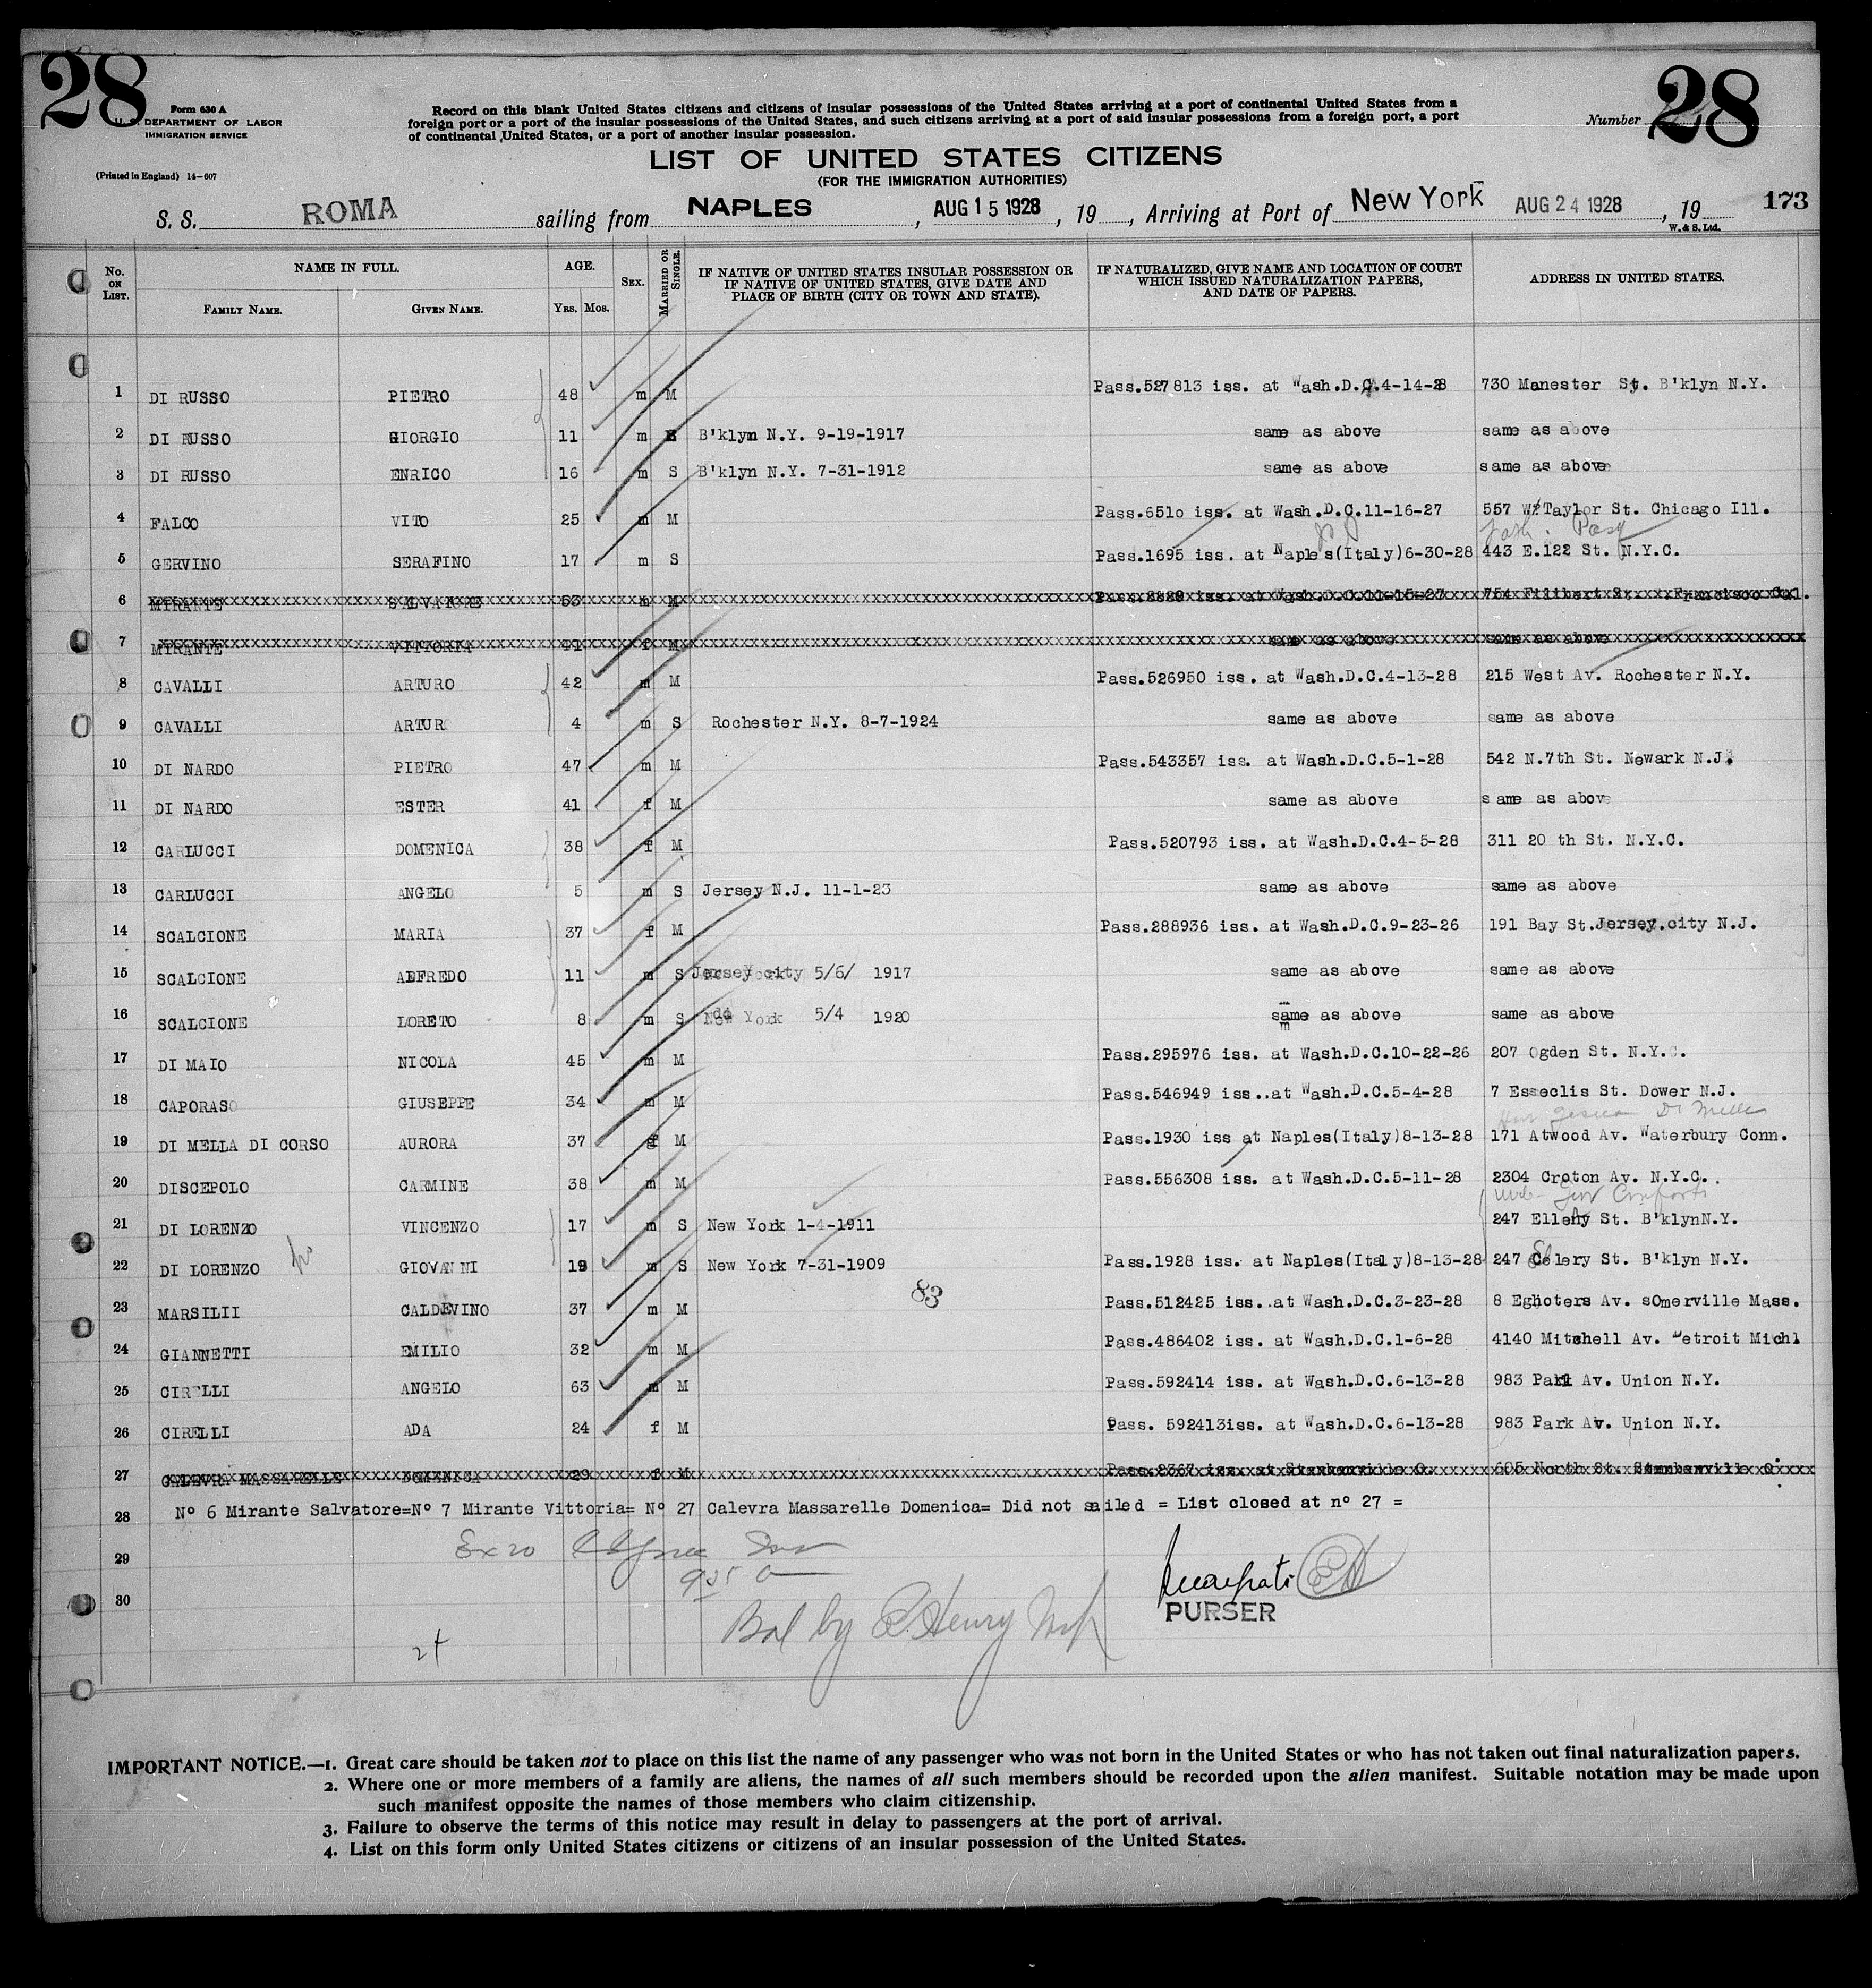 28
Form 630 A
U. S. DEPARTMENT OF LABOR
IMMIGRATION SERVICE
(Printed in England) 14-607
Record on this blank United States citizens and citizens of insular possessions of the United States arriving at a port of continental United States from a
foreign port or a port of the insular possessions of the United States, and such citizens arriving at a port of said insular possessions from a foreign port, a port
of continental United States, or a port of another insular possession.
Number 28
LIST OF UNITED STATES CITIZENS
(FOR THE IMMIGRATION AUTHORITIES)
S. S. ROMA sailing from NAPLES, AUG 15 1928, 19 , Arriving at Port of New York AUG 24 1928, 19 173
W. & S. Ltd.
No. ON LIST. NAME IN FULL. FAMILY NAME. GIVEN NAME. AGE. YRS. MOS. SEX. MARRIED OR SINGLE. IF NATIVE OF UNITED STATES INSULAR POSSESSION OR IF NATIVE OF UNITED STATES, GIVE DATE AND PLACE OF BIRTH (CITY OR TOWN AND STATE). IF NATURALIZED, GIVE NAME AND LOCATION OF COURT WHICH ISSUED NATURALIZATION PAPERS, AND DATE OF PAPERS. ADDRESS IN UNITED STATES.
1 DI RUSSO PIETRO 48 m M Pass.527813 iss. at Wash.D.C.4-14-28 730 Manester St. B'klyn N.Y.
2 DI RUSSO GIORGIO 11 m B'klyn N.Y. 9-19-1917 same as above same as above
3 DI RUSSO ENRICO 16 m S B'klyn N.Y. 7-31-1912 same as above same as above
4 FALCO VITO 25 m M Pass.6510 iss. at Wash.D.C.11-16-27 557 W. Taylor St. Chicago Ill.
5 GERVINO SERAFINO 17 m S Pass.1695 iss. at Naples(Italy)6-30-28 443 E.122 St. N.Y.C.
6 MIRANTE SALVATORE 53 m M
7 MIRANTE VITTORIA 41 f M same as above same as above
8 CAVALLI ARTURO 42 m M Pass.526950 iss. at Wash.D.C.4-13-28 215 West Av. Rochester N.Y.
9 CAVALLI ARTURO 4 m S Rochester N.Y. 8-7-1924 same as above same as above
10 DI NARDO PIETRO 47 m M Pass.543357 iss. at Wash.D.C.5-1-28 542 N.7th St. Newark N.J.
11 DI NARDO ESTER 41 f M same as above same as above
12 CARLUCCI DOMENICA 38 f M Pass.520793 iss. at Wash.D.C.4-5-28 311 20 th St. N.Y.C.
13 CARLUCCI ANGELO 5 m S Jersey N.J. 11-1-23 same as above same as above
14 SCALCIONE MARIA 37 f M Pass.288936 iss. at Wash.D.C.9-23-26 191 Bay St. Jersey.city N.J.
15 SCALCIONE ALFREDO 11 m S Jersey city 5/6/ 1917 same as above same as above
16 SCALCIONE LORETO 8 m S New York 5/4 1920 same as above same as above
17 DI MAIO NICOLA 45 m M Pass.295976 iss. at Wash.D.C.10-22-26 207 Ogden St. N.Y.C.
18 CAPORASO GIUSEPPE 34 m M Pass.546949 iss..at Wash.D.C.5-4-28 7 Esseclis St. Dower N.J.
19 DI MELLA DI CORSO AURORA 37 f M Pass.1930 iss at Naples(Italy)8-13-28 171 Atwood Av. Waterbury Conn.
20 DISCEPOLO CARMINE 38 m M Pass.556308 iss. at Wash.D.C.5-11-28 2304 Croton Av. N.Y.C.
21 DI LORENZO VINCENZO 17 m S New York 1-4-1911 247 Ellery St. B'klynN.Y.
22 DI LORENZO GIOVANNI 19 m S New York 7-31-1909 Pass.1928 iss. at Naples(Italy)8-13-28 247 Celery St. B'klyn N.Y.
83
23 MARSILII CALDEVINO 37 m M Pass.512425 iss..at Wash.D.C.3-23-28 8 Eghoters Av. sOmerville Mass.
24 GIANNETTI EMILIO 32 m M Pass.486402 iss. at Wash.D.C.1-6-28 4140 Mitshell Av. Detroit Michl
25 CIRELLI ANGELO 63 m M Pass.592414 iss. at Wash.D.C.6-13-28 983 Park Av. Union N.Y.
26 CIRELLI ADA 24 f M Pass. 592413iss. at Wash.D.C.6-13-28 983 Park Av. Union N.Y.
27 CALEVRA MASSARELLE DOMENICA 29 f M Pass.2367 iss. at 605 North St.
28 Nº 6 Mirante Salvatore=Nº 7 Mirante Vittoria= Nº 27 Calevra Massarelle Domenica= Did not sailed = List closed at nº 27 =
29
30
Bal by C. Henry Insp
PURSER
24
IMPORTANT NOTICE.—1. Great care should be taken not to place on this list the name of any passenger who was not born in the United States or who has not taken out final naturalization papers.
2. Where one or more members of a family are aliens, the names of all such members should be recorded upon the alien manifest. Suitable notation may be made upon
such manifest opposite the names of those members who claim citizenship.
3. Failure to observe the terms of this notice may result in delay to passengers at the port of arrival.
4. List on this form only United States citizens or citizens of an insular possession of the United States.